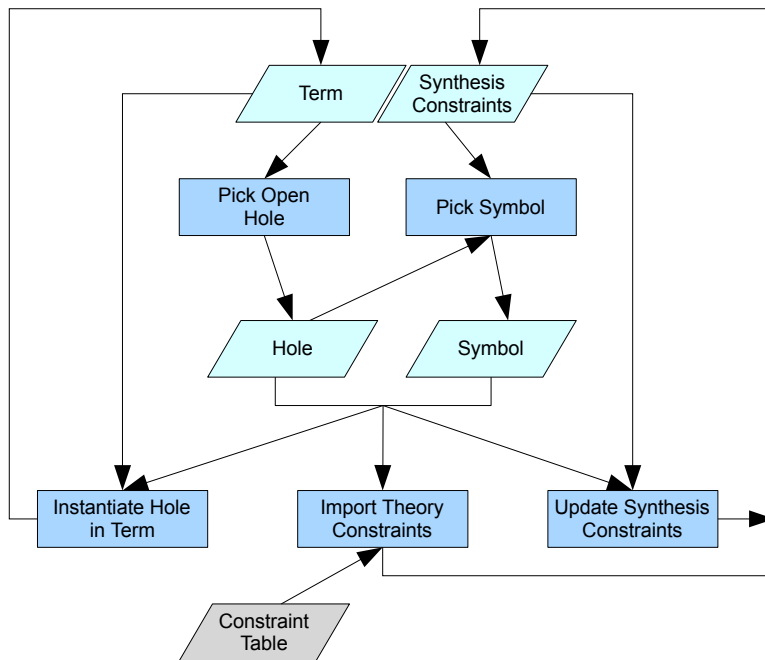 Term
Synthesis
Constraints
Pick Open
Hole
Pick Symbol
Hole
Symbol
Instantiate Hole
in Term
Import Theory
Constraints
Update Synthesis
Constraints
Constraint
Table